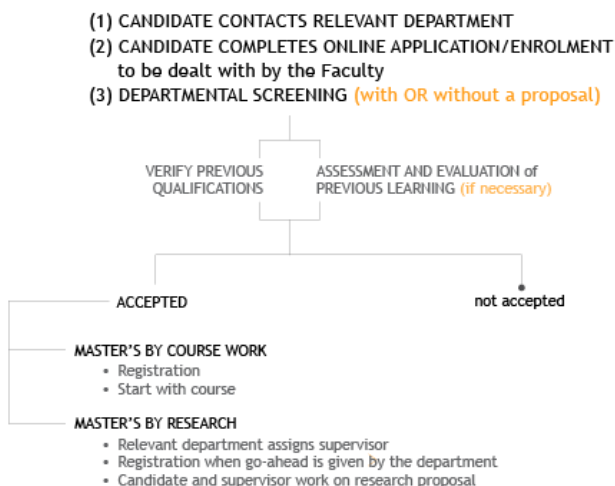 (1) CANDIDATE CONTACTS RELEVANT DEPARTMENT
(2) CANDIDATE COMPLETES ONLINE APPLICATION/ENROLMENT
to be dealt with by the Faculty
(3) DEPARTMENTAL SCREENING (with OR without a proposal)
VERIFY PREVIOUS
QUALIFICATIONS
ASSESSMENT AND EVALUATION of
PREVIOUS LEARNING (if necessary)
ACCEPTED
not accepted
MASTER'S BY COURSE WORK
• Registration
• Start with course
MASTER'S BY RESEARCH
• Relevant department assigns supervisor
• Registration when go-ahead is given by the department
• Candidate and supervisor work on research proposal